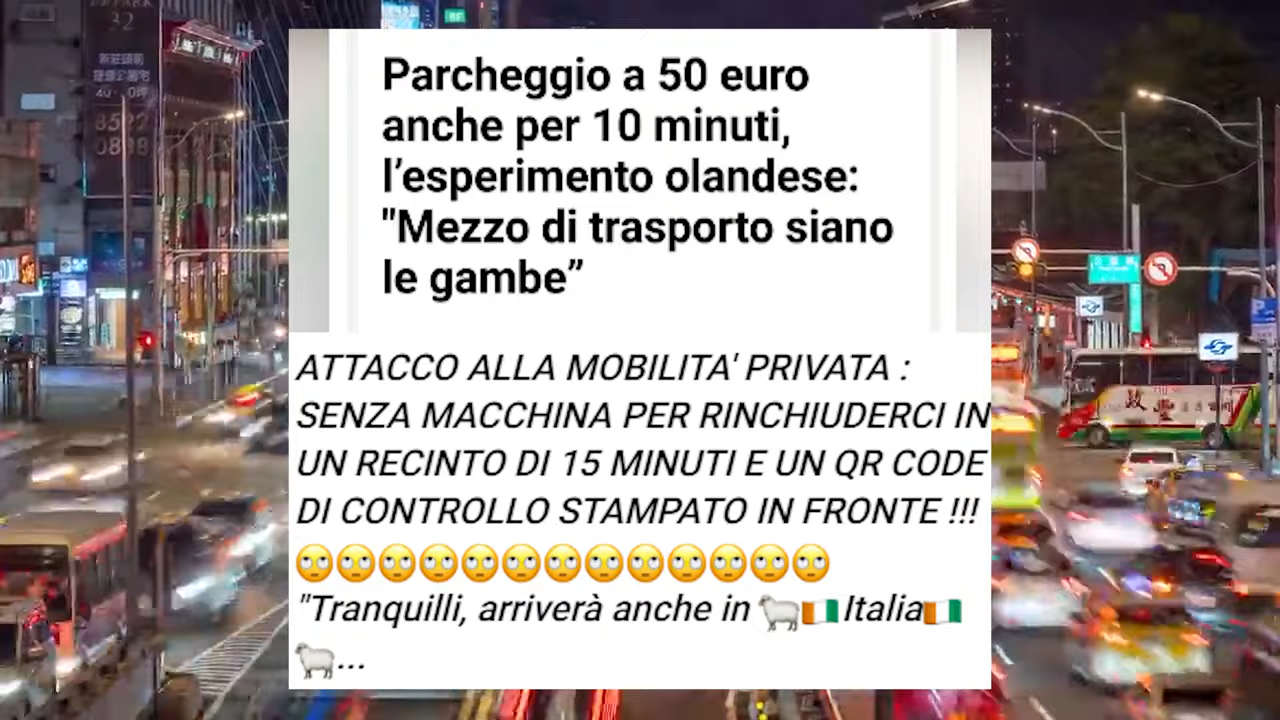 Parcheggio a 50 euro
anche per 10 minuti,
l’esperimento olandese:
"Mezzo di trasporto siano
le gambe”
ATTACCO ALLA MOBILITA' PRIVATA :
SENZA MACCHINA PER RINCHIUDERCI IN
UN RECINTO DI 15 MINUTI E UN QR CODE
DI CONTROLLO STAMPATO IN FRONTE !!!
🙄🙄🙄🙄🙄🙄🙄🙄🙄🙄🙄🙄🙄
"Tranquilli, arriverà anche in 🐑🇨🇮Italia🇨🇮
🐑...